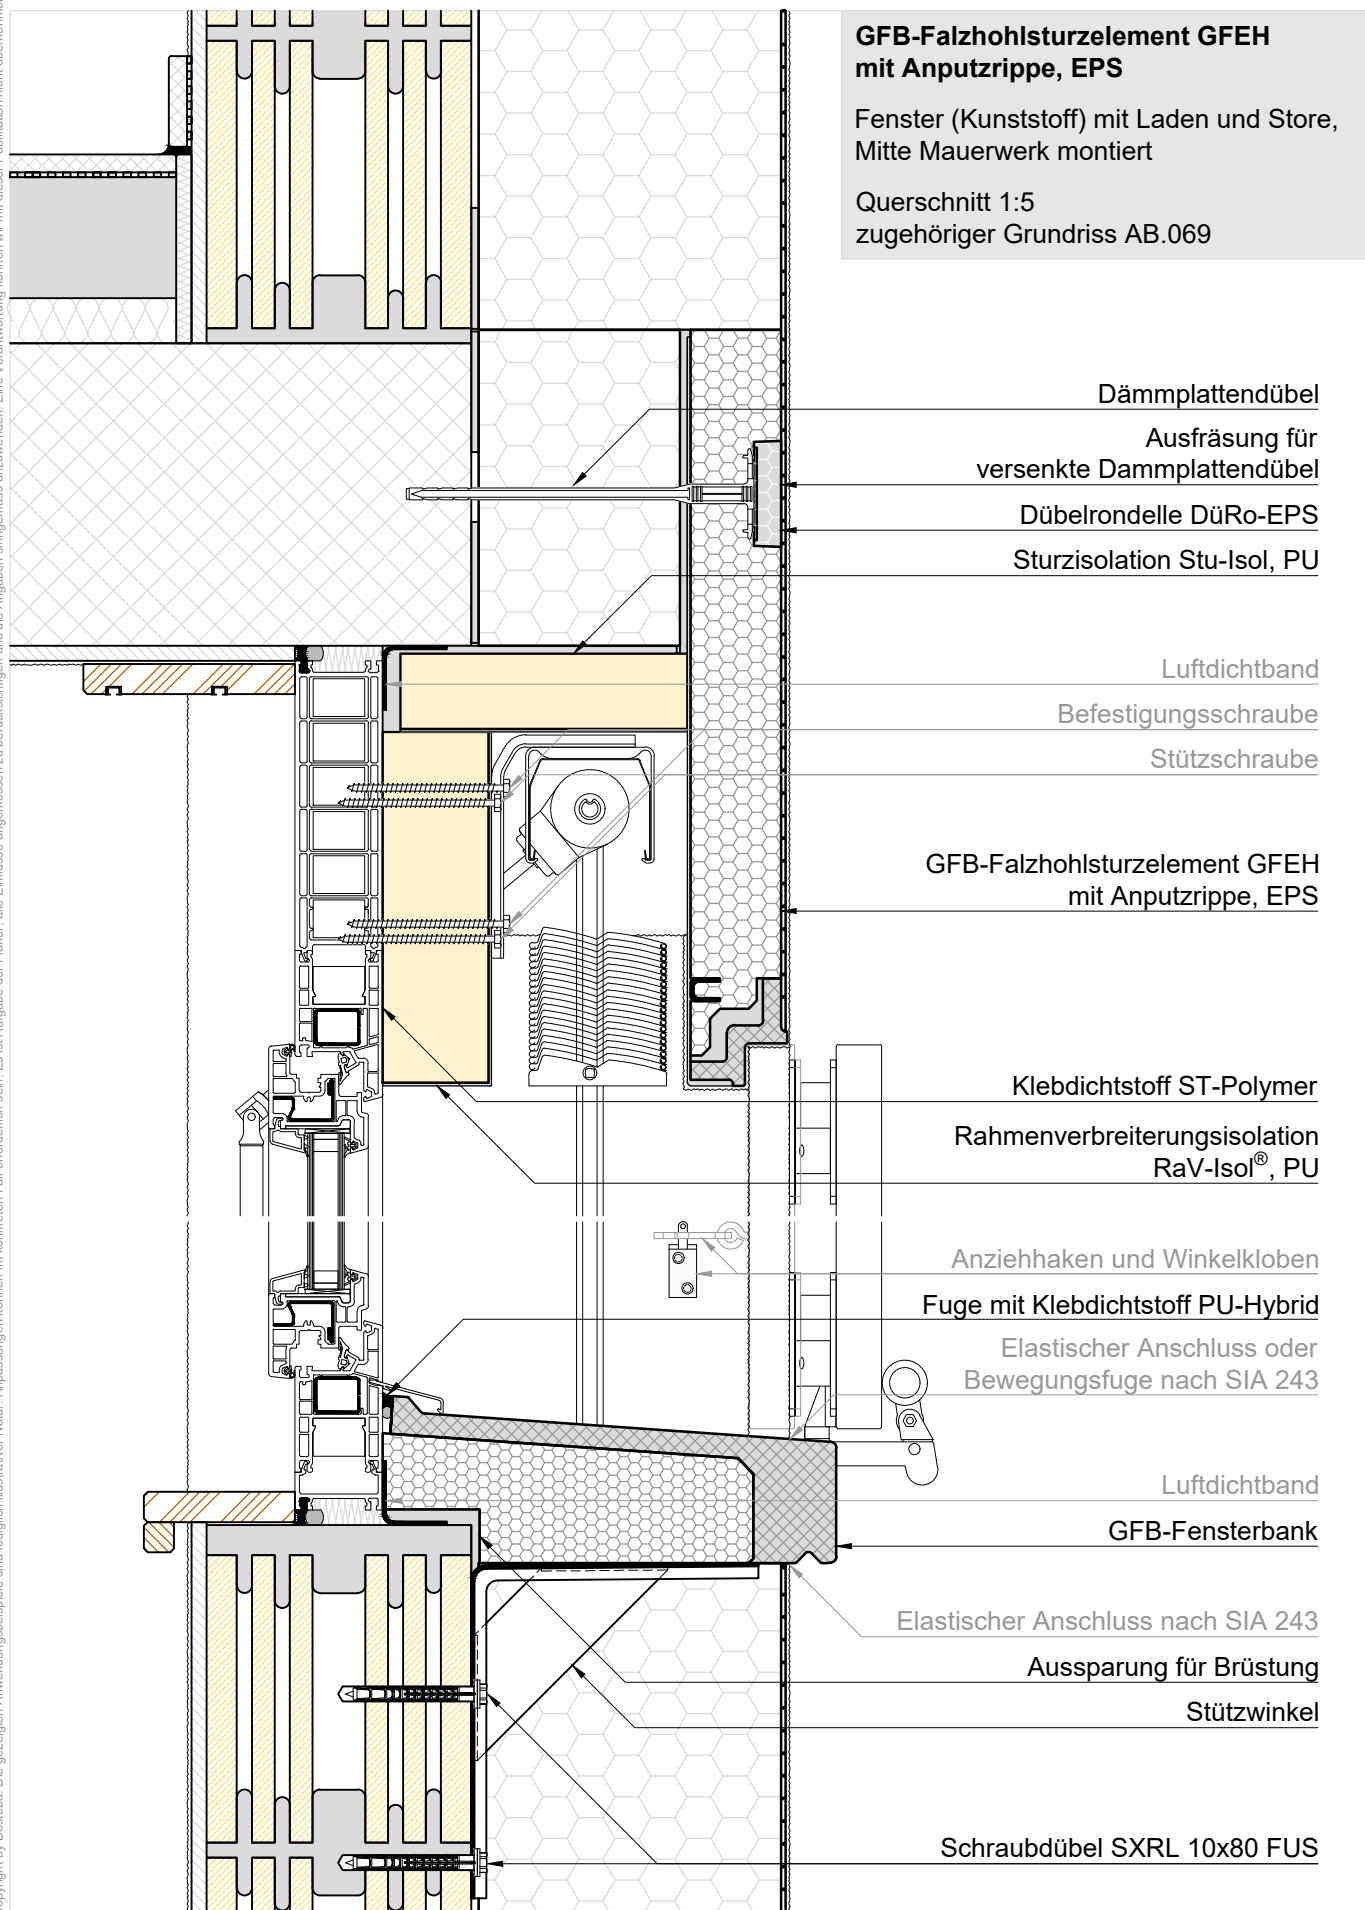 GFB-Falzhohlsturzelement GFEH
mit Anputzrippe, EPS
Fenster (Kunststoff) mit Laden und Store,
Mitte Mauerwerk montiert
Querschnitt 1:5
zugehöriger Grundriss AB.069
Dämmplattendübel
Ausfräsung für
versenkte Dammplattendübel
Dübelrondelle DüRo-EPS
Sturzisolation Stu-Isol, PU
Luftdichtband
Befestigungsschraube
Stützschraube
GFB-Falzhohlsturzelement GFEH
mit Anputzrippe, EPS
Klebdichtstoff ST-Polymer
Rahmenverbreiterungsisolation
RaV-Isol®, PU
Anziehhaken und Winkelkloben
Fuge mit Klebdichtstoff PU-Hybrid
Elastischer Anschluss oder
Bewegungsfuge nach SIA 243
Luftdichtband
GFB-Fensterbank
Elastischer Anschluss nach SIA 243
Aussparung für Brüstung
Stützwinkel
Schraubdübel SXRL 10x80 FUS